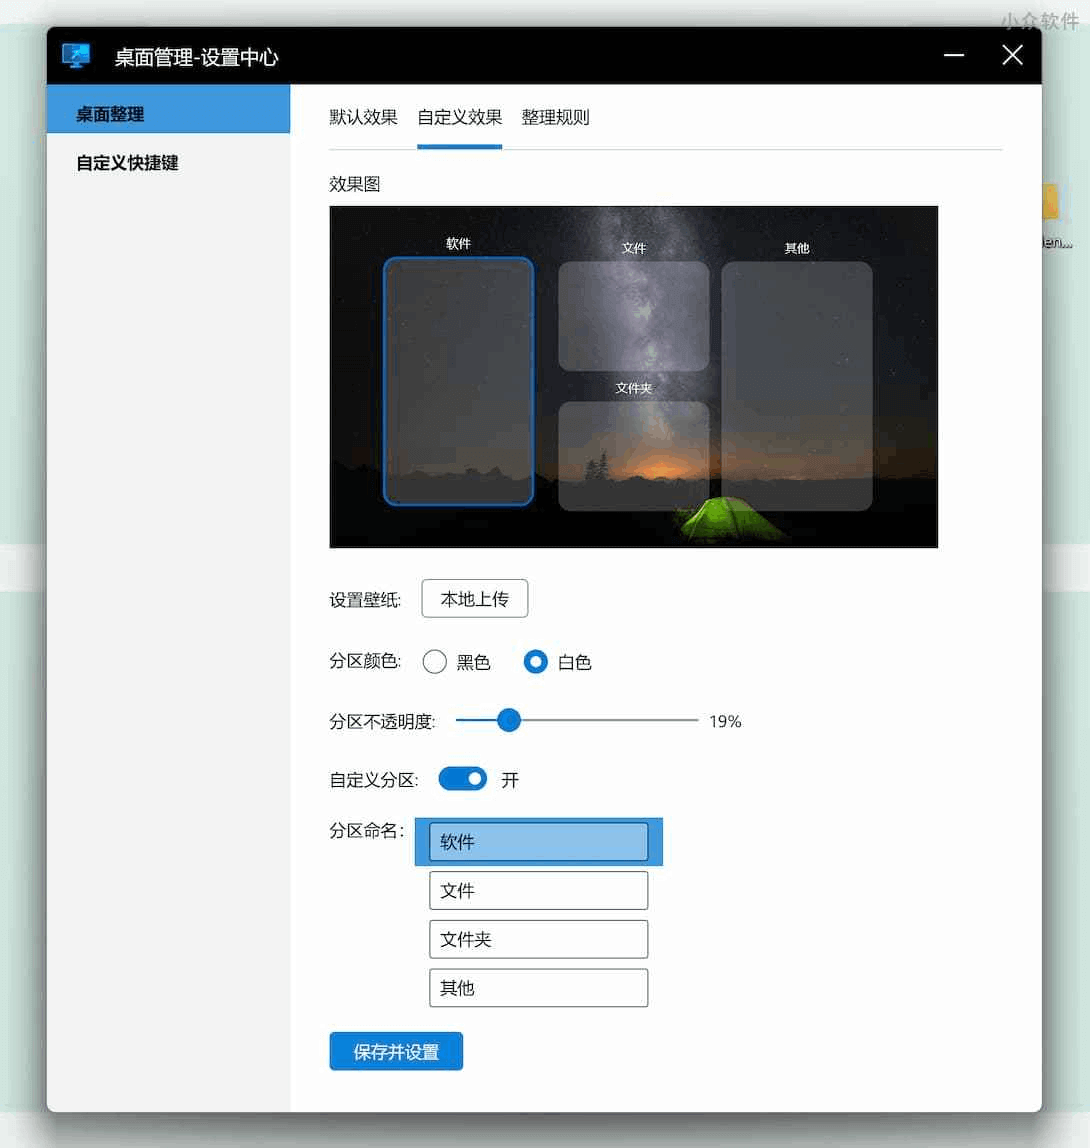 小众软件
桌面管理-设置中心
桌面整理
自定义快捷键
默认效果 自定义效果 整理规则
效果图
软件 文件 其他
文件夹
en...
设置壁纸: 本地上传
分区颜色: 黑色 白色
分区不透明度: 19%
自定义分区: 开
分区命名: 软件
文件
文件夹
其他
保存并设置